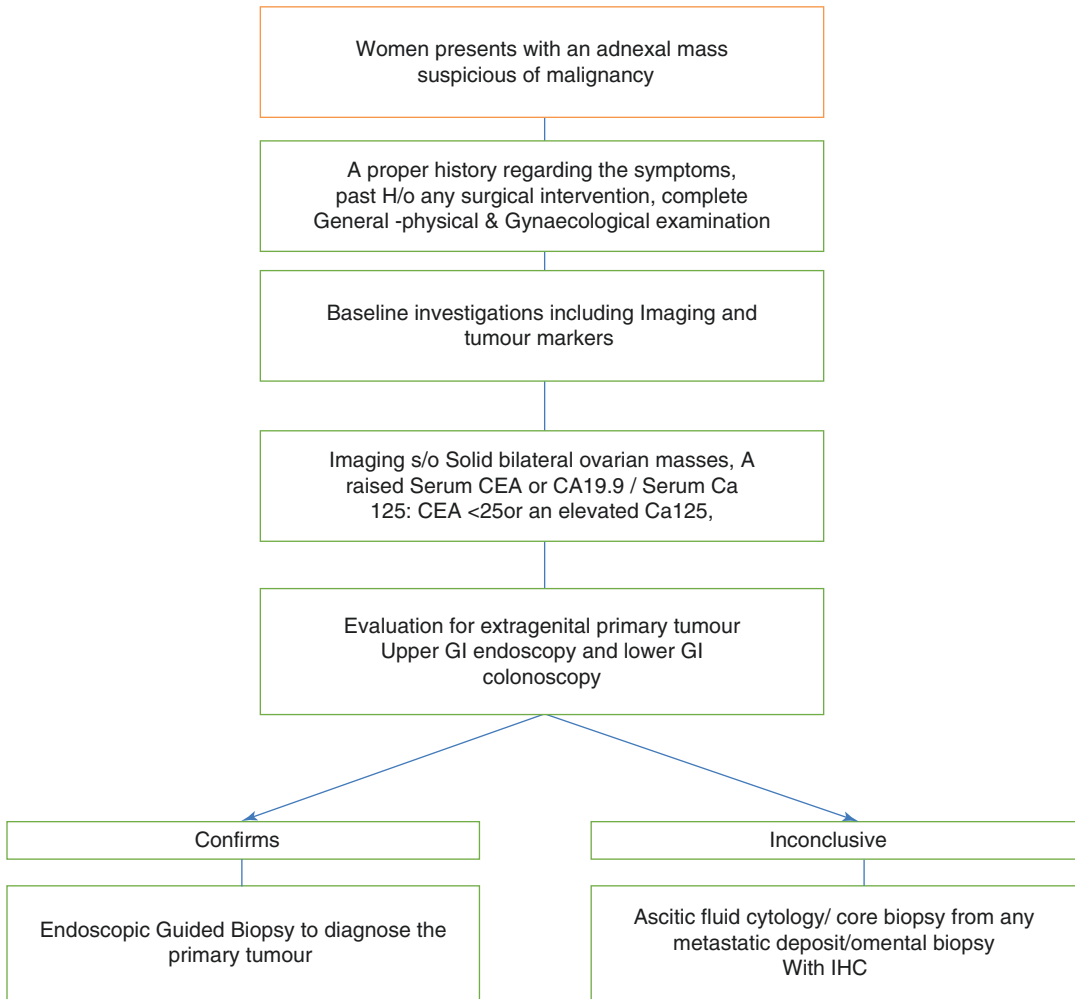 Women presents with an adnexal mass
suspicious of malignancy
A proper history regarding the symptoms,
past H/o any surgical intervention, complete
General -physical & Gynaecological examination
Baseline investigations including Imaging and
tumour markers
Imaging s/o Solid bilateral ovarian masses, A
raised Serum CEA or CA19.9 / Serum Ca
125: CEA <25or an elevated Ca125,
Evaluation for extragenital primary tumour
Upper GI endoscopy and lower GI
colonoscopy
Confirms
Inconclusive
Endoscopic Guided Biopsy to diagnose the
primary tumour
Ascitic fluid cytology/ core biopsy from any
metastatic deposit/omental biopsy
With IHC